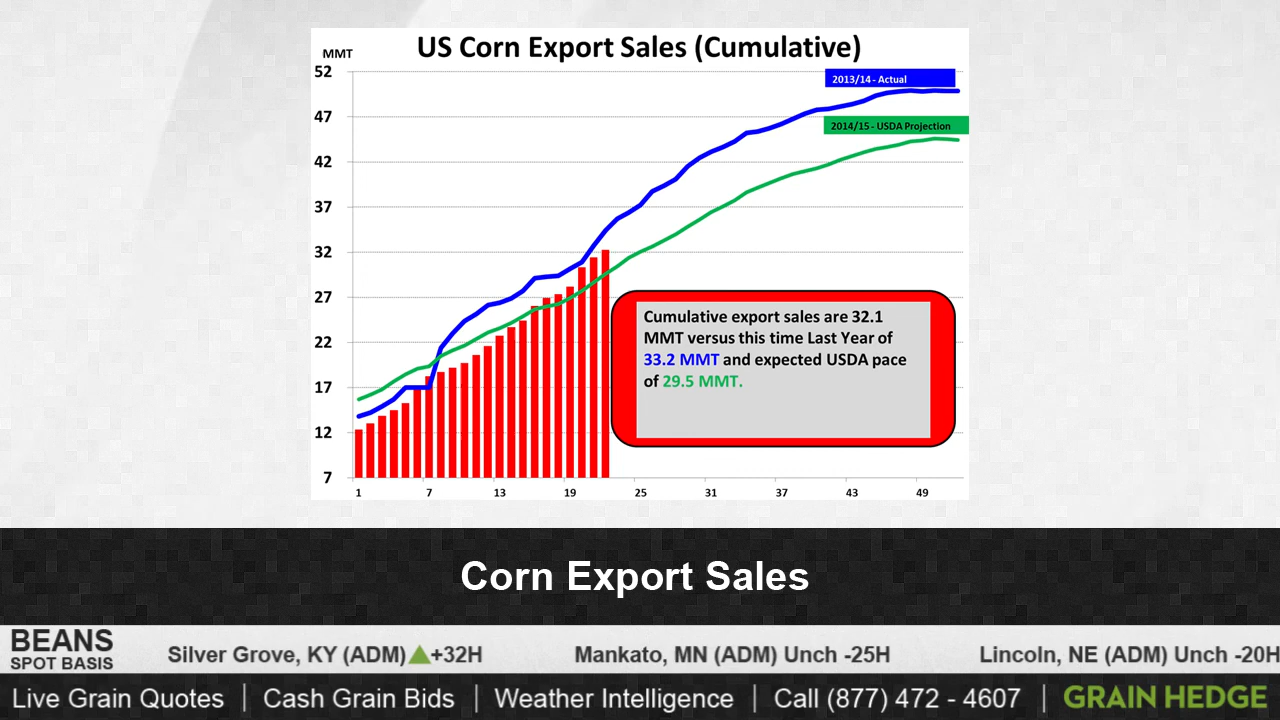 US Corn Export Sales (Cumulative)
MMT
52
47
42
37
32
27
22
17
12
7
2013/14 - Actual
2014/15 - USDA Projection
Cumulative export sales are 32.1
MMT versus this time Last Year of
33.2 MMT and expected USDA pace
of 29.5 MMT.
1 7 13 19 25 31 37 43 49
Corn Export Sales
BEANS
SPOT BASIS
Silver Grove, KY (ADM) +32H Mankato, MN (ADM) Unch -25H Lincoln, NE (ADM) Unch -20H
Live Grain Quotes | Cash Grain Bids | Weather Intelligence | Call (877) 472 - 4607 | GRAIN HEDGE